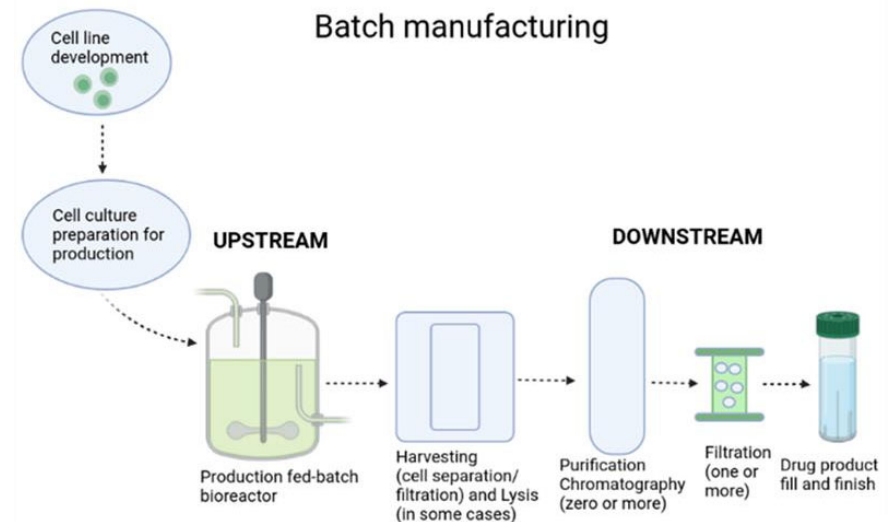 Batch manufacturing
Cell line
development
Cell culture
preparation for
production
UPSTREAM
DOWNSTREAM
Production fed-batch
bioreactor
Harvesting
(cell separation/
filtration) and Lysis
(in some cases)
Purification
Chromatography
(zero or more)
Filtration
(one or
more)
Drug product
fill and finish